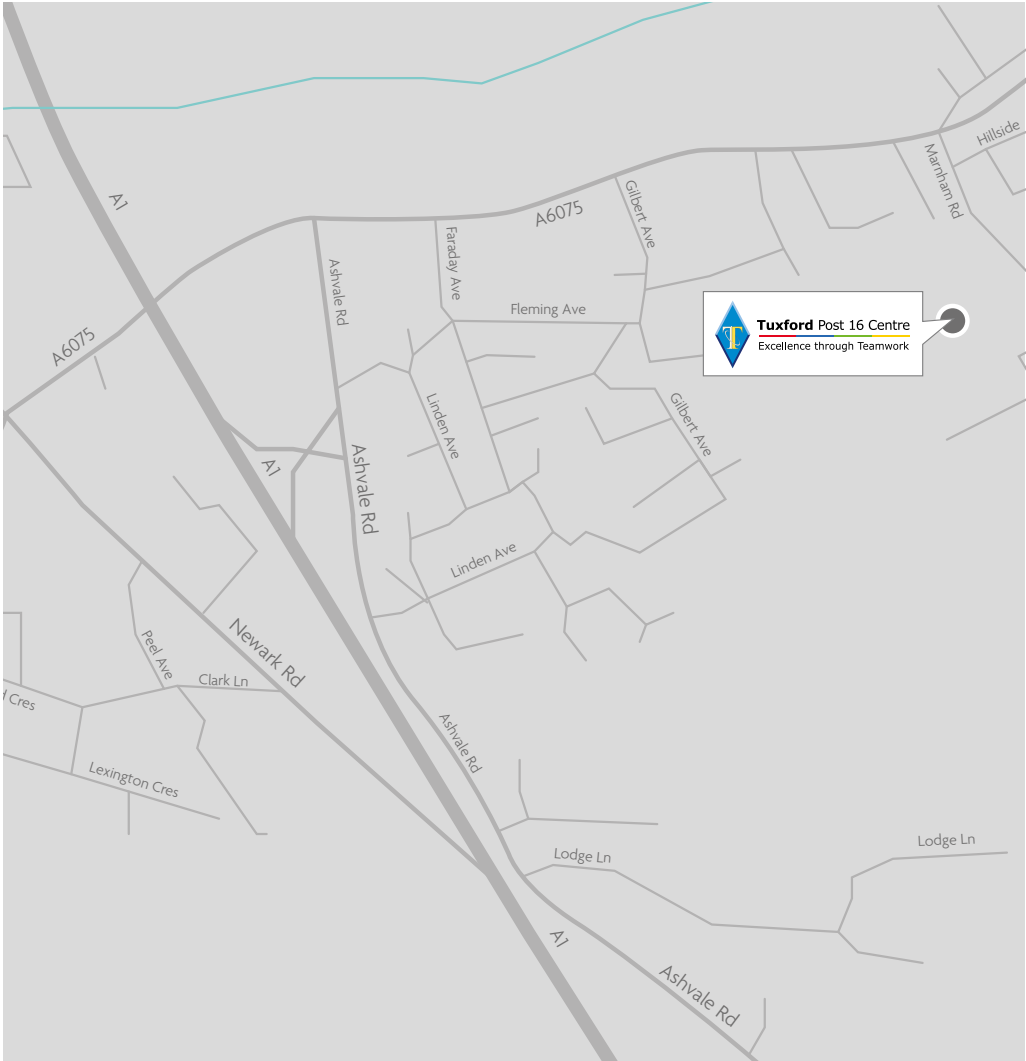 Hillside
Marnham Rd
A1
Gilbert Ave
A6075
Faraday Ave
Ashvale Rd
Fleming Ave
TL
Tuxford Post 16 Centre
Excellence through Teamwork
A6075
Linden Ave
Gilbert Ave
A1
Ashvale Rd
Linden Ave
Newark Rd
Peel Ave
Clark Ln
Cres
Ashvale Rd
Lexington Cres
Lodge Ln
Lodge Ln
A1
Ashvale Rd